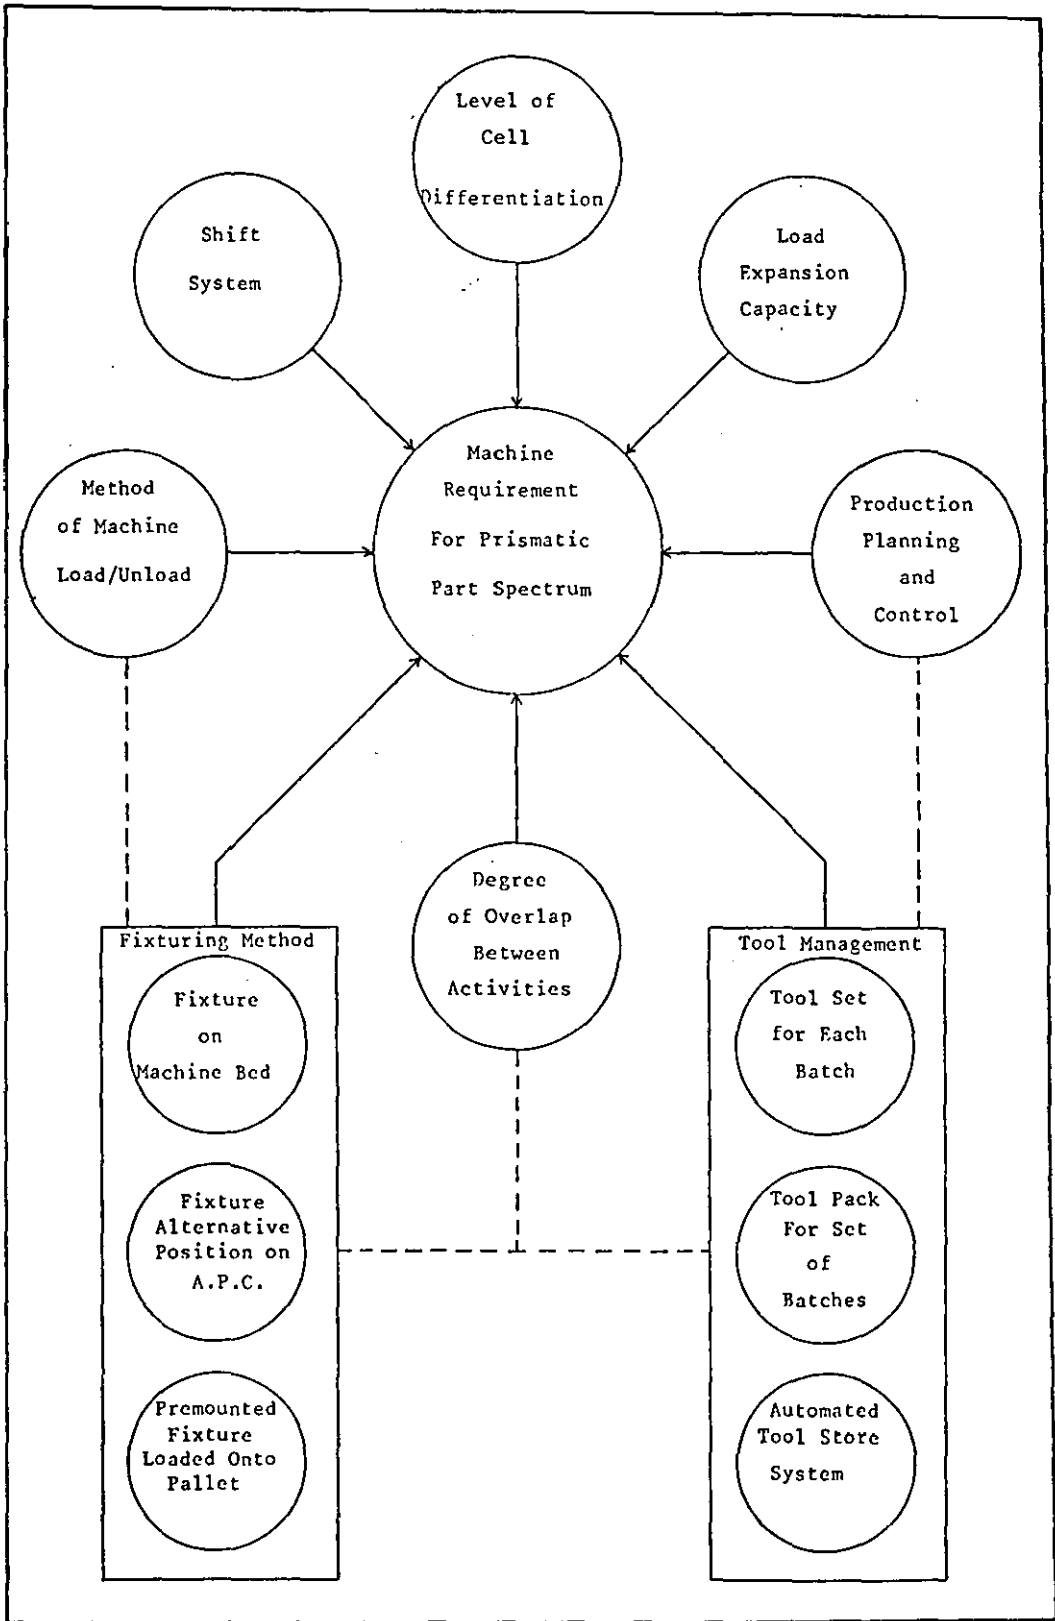 Level of
Cell
Differentiation
Shift
System
Load
Expansion
Capacity
Method
of Machine
Load/Unload
Machine
Requirement
For Prismatic
Part Spectrum
Production
Planning
and
Control
Degree
of Overlap
Between
Activities
Fixturing Method
Fixture
on
Machine Bed
Fixture
Alternative
Position on
A.P.C.
Premounted
Fixture
Loaded Onto
Pallet
Tool Management
Tool Set
for Each
Batch
Tool Pack
For Set
of
Batches
Automated
Tool Store
System